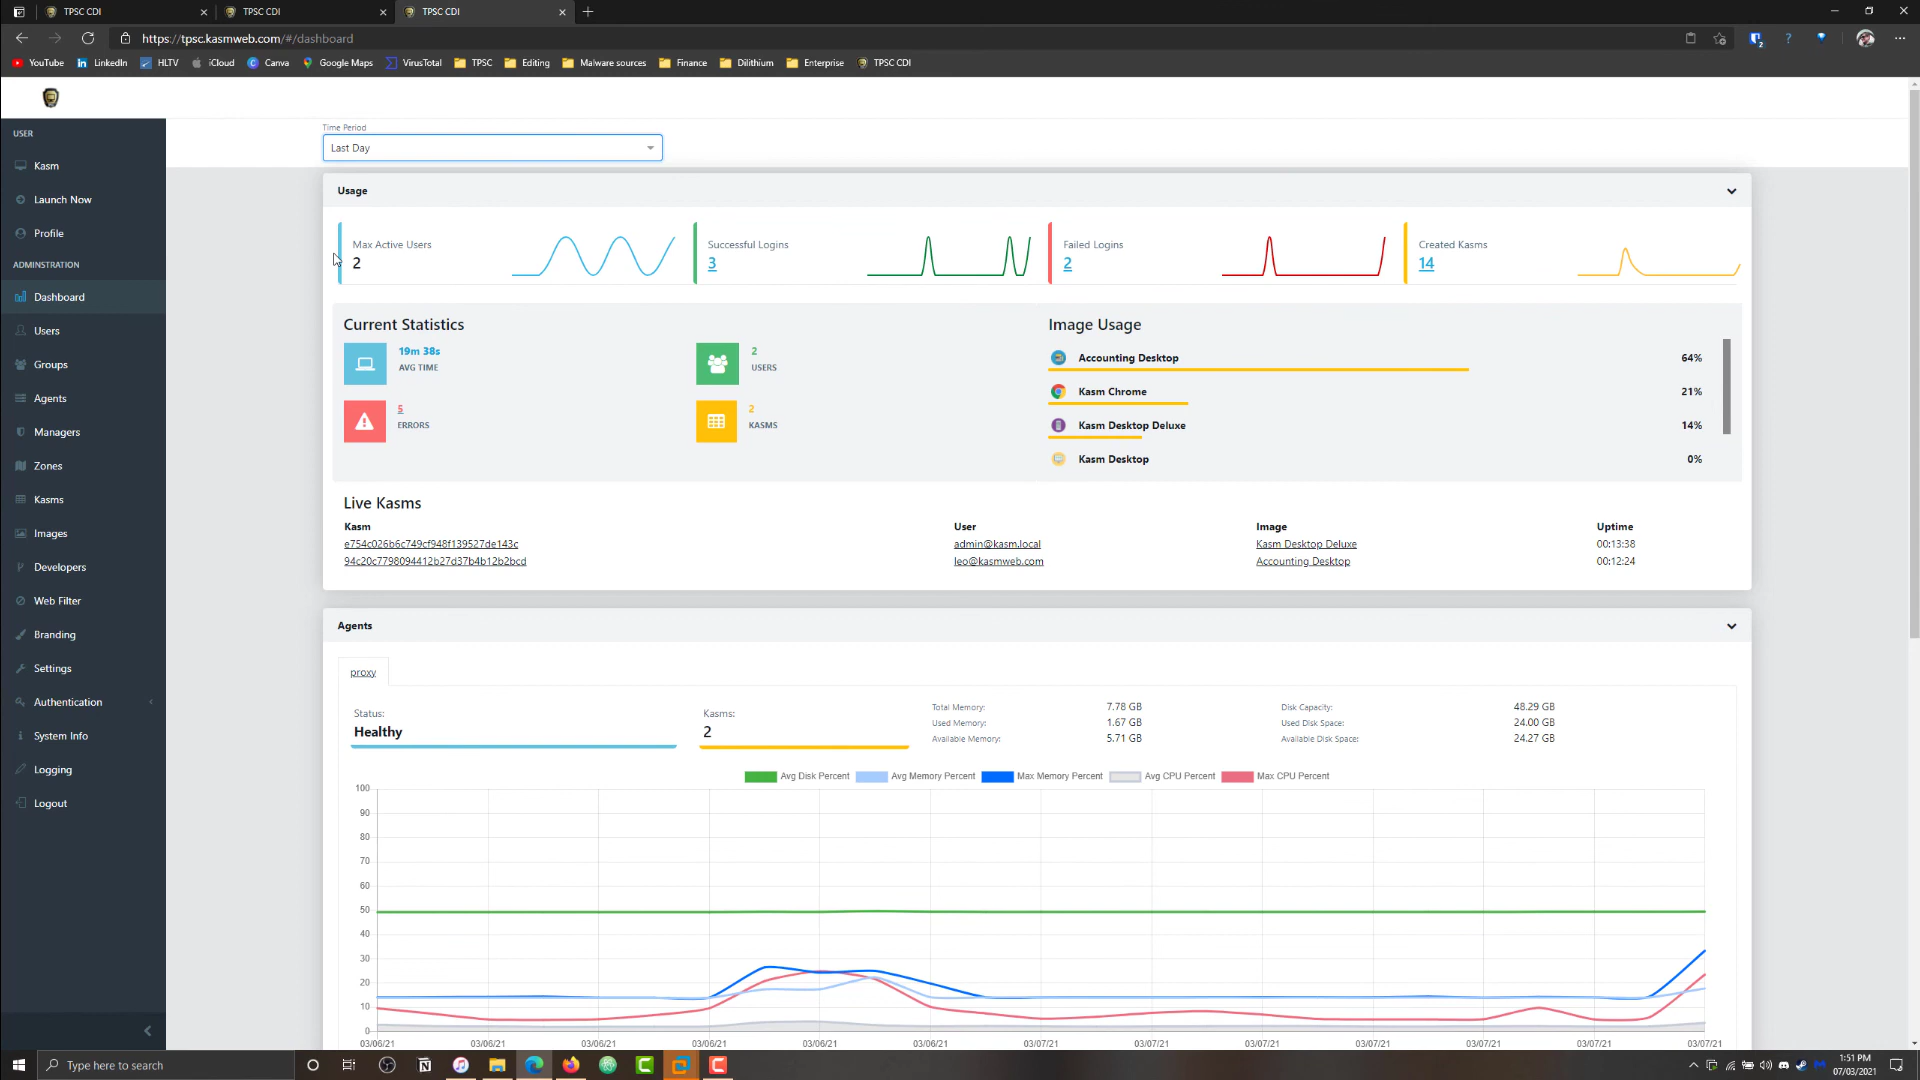 TPSC CDI
TPSC CDI
TPSC CDI
https://tpsc.kasmweb.com/#/dashboard
YouTube LinkedIn HLTV iCloud Canva Google Maps VirusTotal TPSC Editing Malware sources Finance Dilithium Enterprise TPSC CDI
USER
Kasm
Launch Now
Profile
ADMINSTRATION
Dashboard
Users
Groups
Agents
Managers
Zones
Kasms
Images
Developers
Web Filter
Branding
Settings
Authentication
System Info
Logging
Logout
Time Period
Last Day
Usage
Max Active Users
2
Successful Logins
3
Failed Logins
2
Created Kasms
14
Current Statistics
19m 38s
AVG TIME
2
USERS
5
ERRORS
2
KASMS
Image Usage
Accounting Desktop 64%
Kasm Chrome 21%
Kasm Desktop Deluxe 14%
Kasm Desktop 0%
Live Kasms
Kasm User Image Uptime
e754c026b6c749cf948f139527de143c admin@kasm.local Kasm Desktop Deluxe 00:13:38
94c20c7798094412b27d37b4b12b2bcd leo@kasmweb.com Accounting Desktop 00:12:24
Agents
proxy
Status:
Healthy
Kasms:
2
Total Memory: 7.78 GB
Used Memory: 1.67 GB
Available Memory: 5.71 GB
Disk Capacity: 48.29 GB
Used Disk Space: 24.00 GB
Available Disk Space: 24.27 GB
Avg Disk Percent Avg Memory Percent Max Memory Percent Avg CPU Percent Max CPU Percent
100
90
80
70
60
50
40
30
20
10
0
03/06/21 03/06/21 03/06/21 03/06/21 03/06/21 03/06/21 03/07/21 03/07/21 03/07/21 03/07/21 03/07/21 03/07/21 03/07/21
Type here to search
1:51 PM
07/03/2021